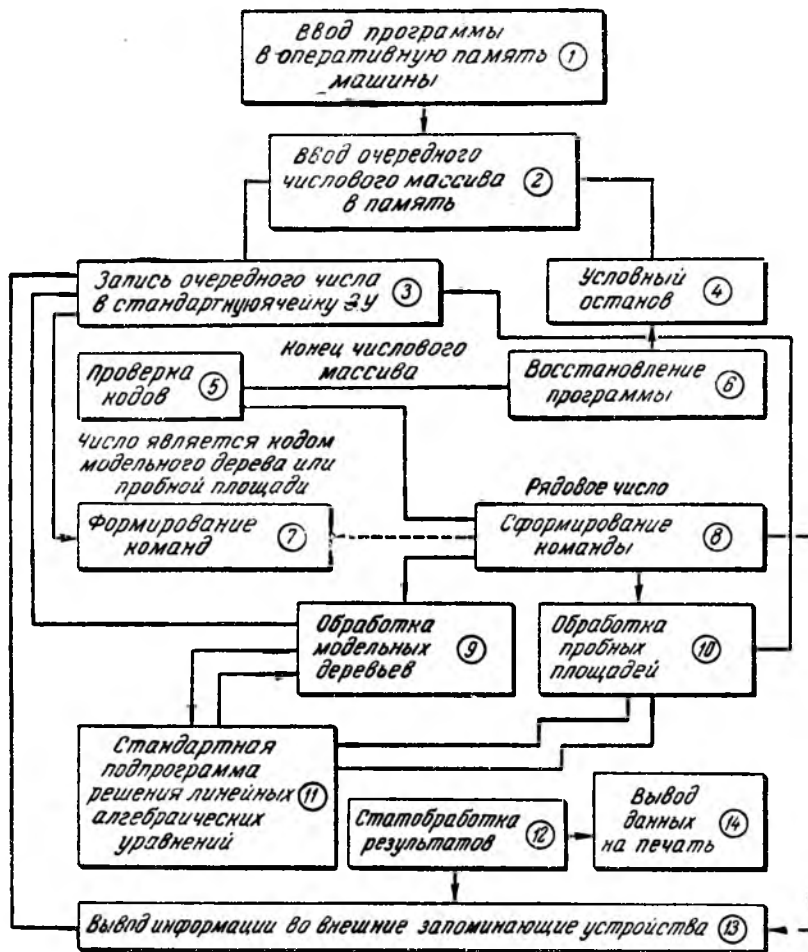 Ввод программы
в оперативную память
машины
1
Ввод очередного
числового массива
в память
2
Запись очередного числа
в стандартную ячейку ЗУ
3
Условный
останов
4
Проверка
кодов
5
Конец числового
массива
Восстановление
программы
6
Число является кодом
модельного дерева или
пробной площади
Рядовое число
Формирование
команд
7
Сформирование
команды
8
Обработка
модельных
деревьев
9
Обработка
пробных
площадей
10
Стандартная
подпрограмма
решения линейных
алгебраических
уравнений
11
Статобработка
результатов
12
Вывод
данных
на печать
14
Вывод информации во внешние запоминающие устройства
13